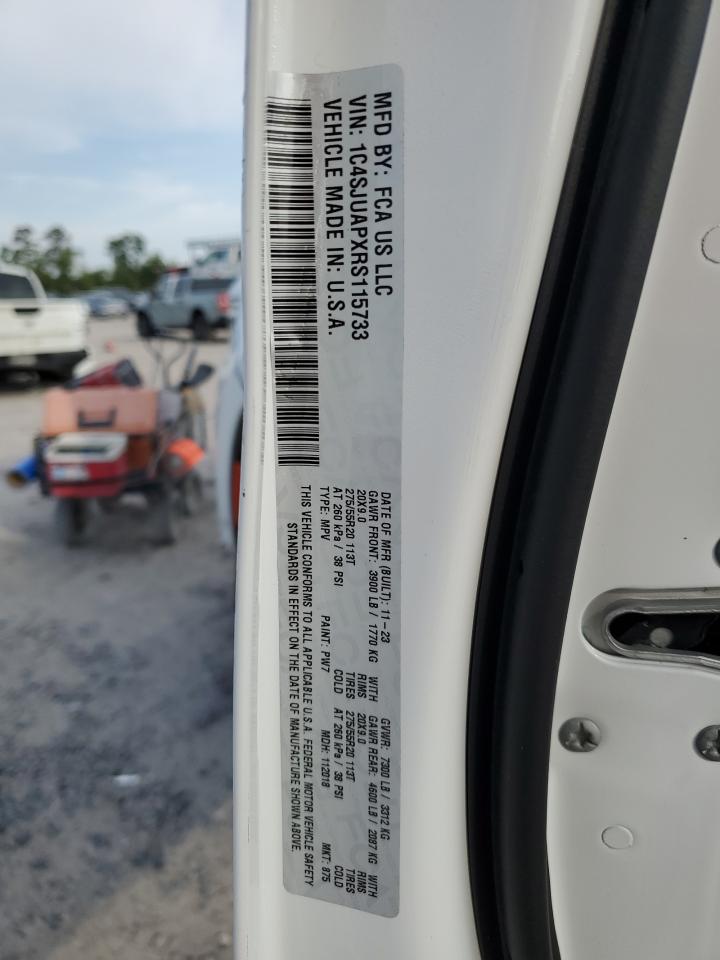 MFD BY: FCA US LLC
VIN: 1C4SJUAPXRS115733
VEHICLE MADE IN: U.S.A.
DATE OF MFR (BUILT): 11-23 GVWR: 7300 LB / 3312 KG
GAWR FRONT: 3900 LB / 1770 KG WITH GAWR REAR: 4600 LB / 2087 KG WITH
20X9.0 RIMS 20X9.0 RIMS
275/55R20 113T TIRES 275/55R20 113T TIRES
AT 260 kPa / 38 PSI COLD AT 260 kPa / 38 PSI COLD
TYPE: MPV PAINT: PW7 MDH: 112018 MKT: 875
THIS VEHICLE CONFORMS TO ALL APPLICABLE U.S.A. FEDERAL MOTOR VEHICLE SAFETY
STANDARDS IN EFFECT ON THE DATE OF MANUFACTURE SHOWN ABOVE.